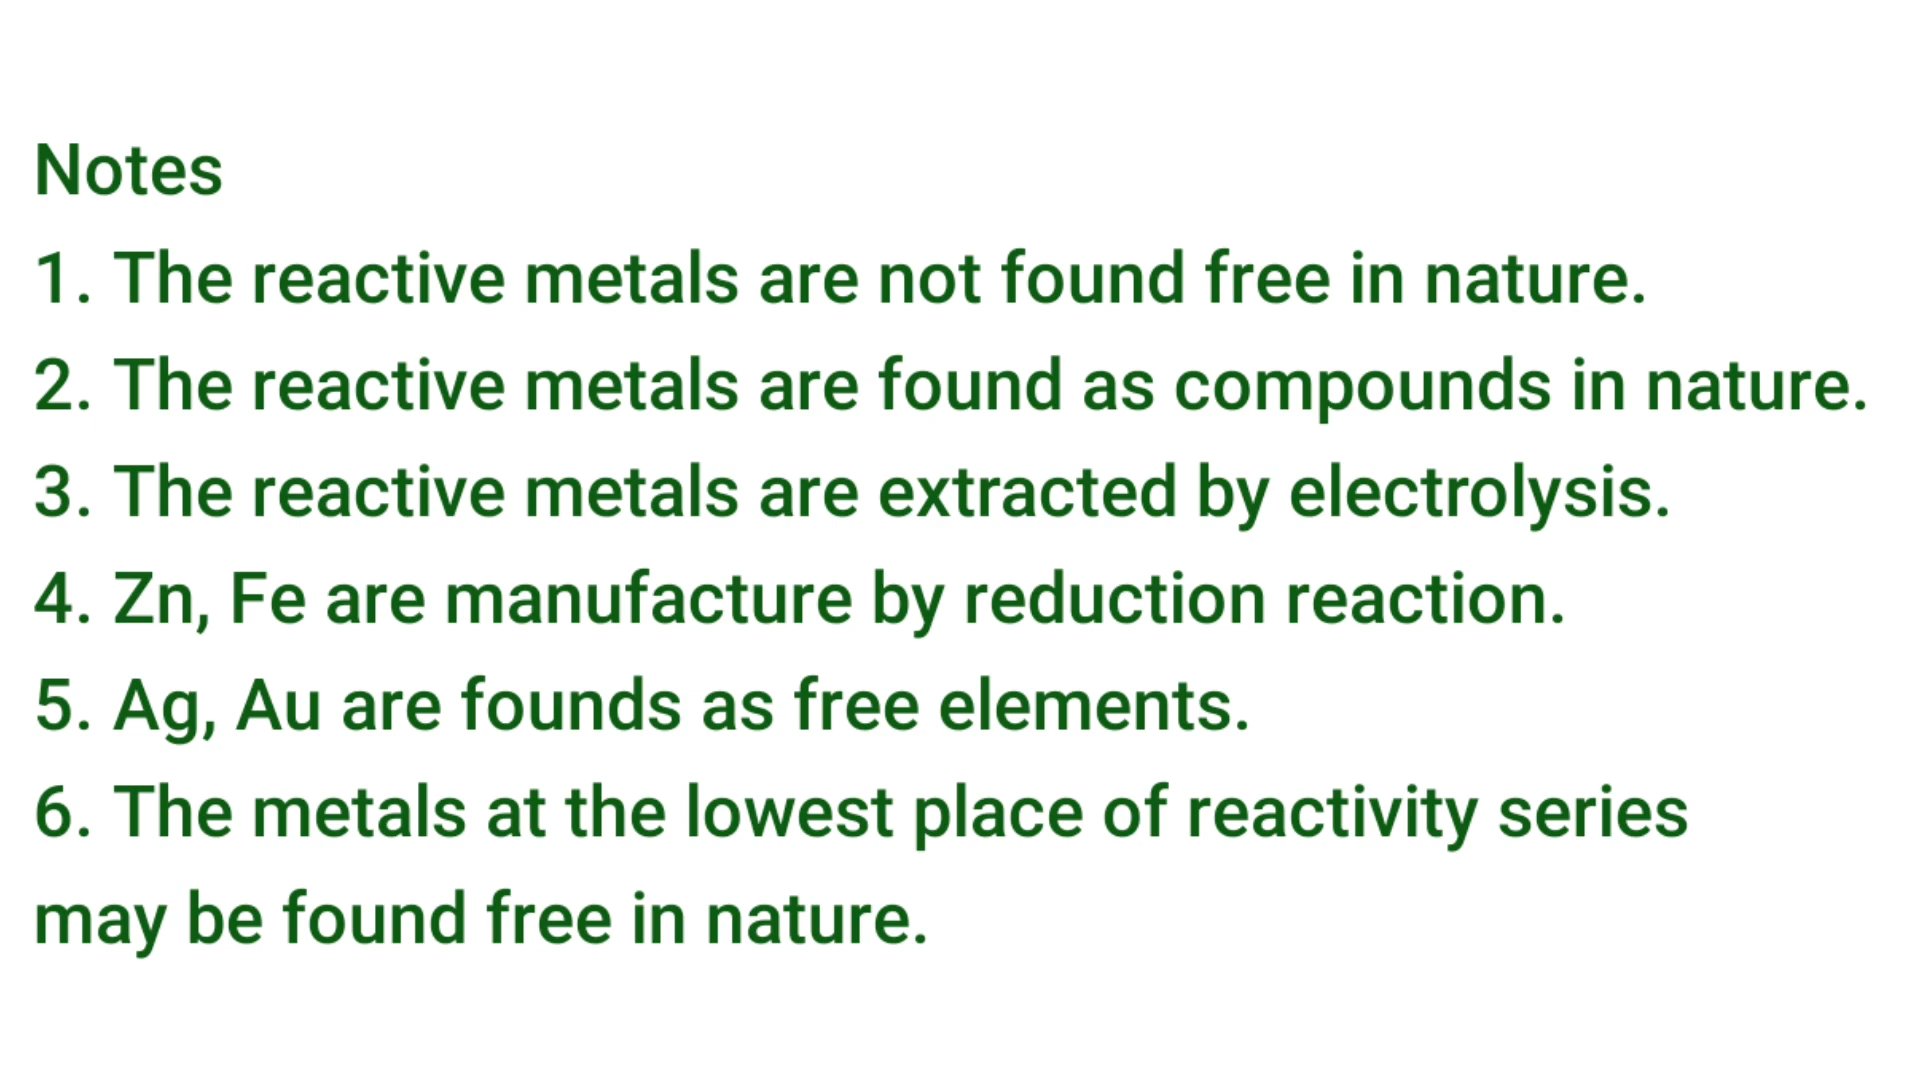 Notes
1. The reactive metals are not found free in nature.
2. The reactive metals are found as compounds in nature.
3. The reactive metals are extracted by electrolysis.
4. Zn, Fe are manufacture by reduction reaction.
5. Ag, Au are founds as free elements.
6. The metals at the lowest place of reactivity series
may be found free in nature.